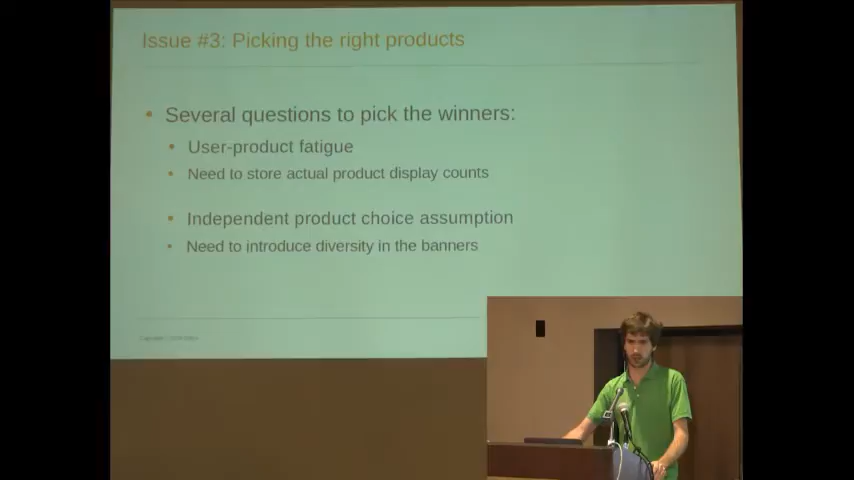 Issue #3: Picking the right products
• Several questions to pick the winners:
• User-product fatigue
• Need to store actual product display counts
• Independent product choice assumption
• Need to introduce diversity in the banners